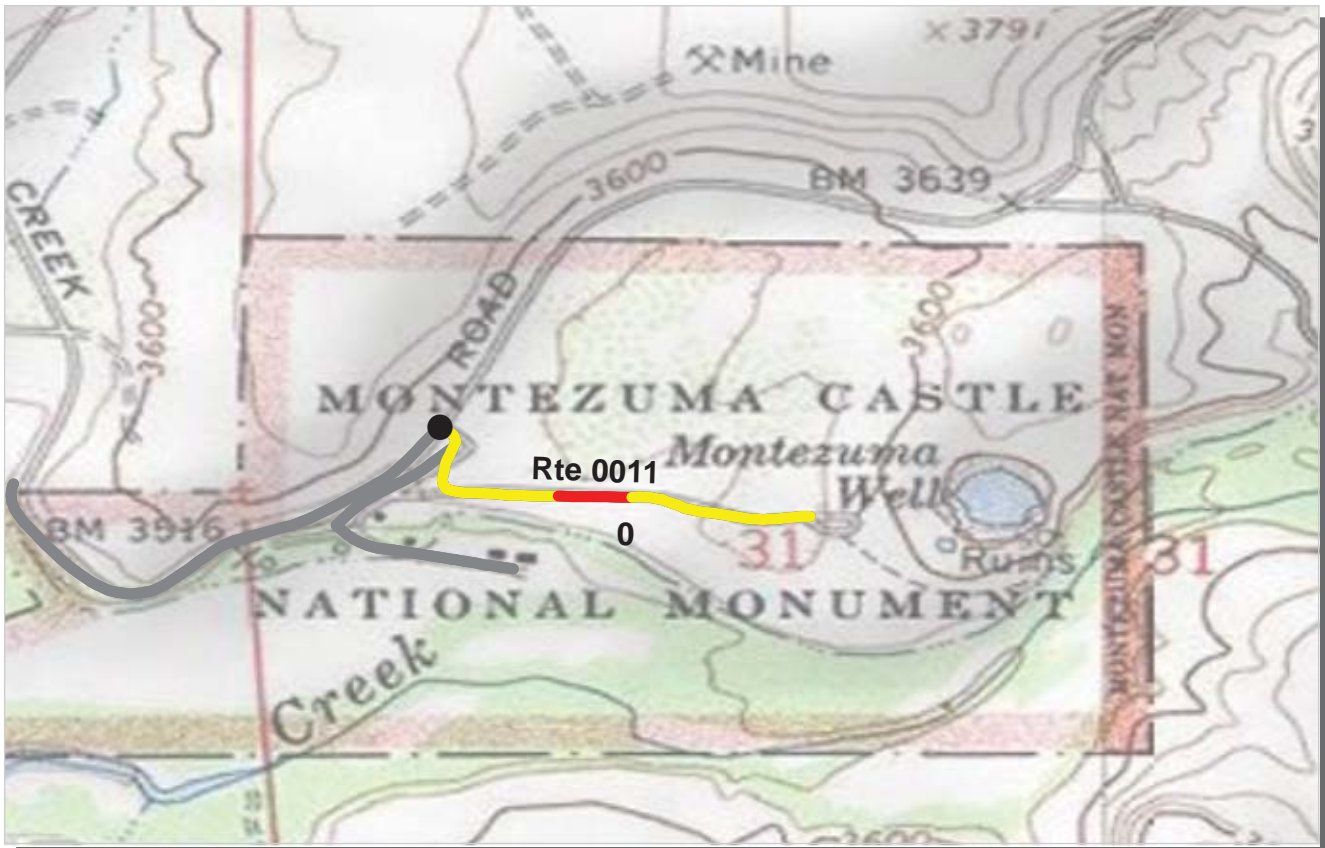 × 3791
Mine
3600
BM 3639
CREEK
3600
ROAD
3600
MONTEZUMA CASTLE
Montezuma
Well
Rte 0011
BM 3516
0
31
Ruins
31
NATIONAL MONUMENT
MONTEZUMA CASTLE NAT MON
Creek
3600